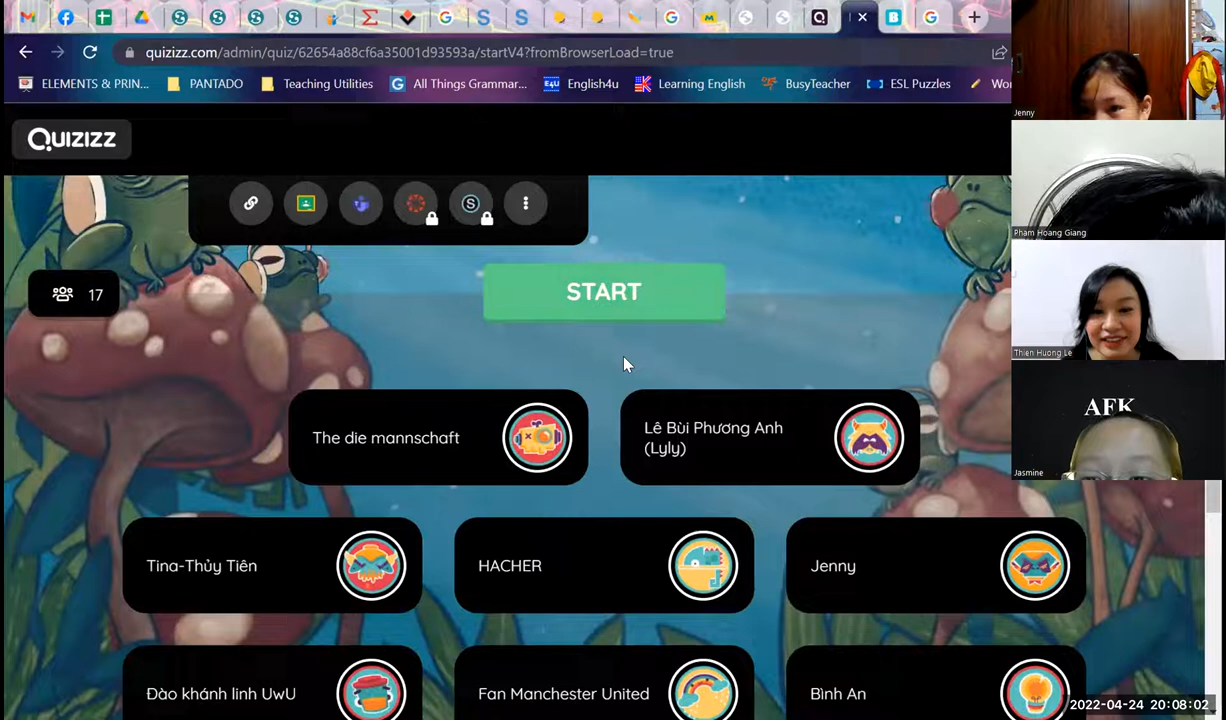 quizizz.com/admin/quiz/62654a88cf6a35001d93593a/startV4?fromBrowserLoad=true
ELEMENTS & PRIN...
PANTADO
Teaching Utilities
All Things Grammar...
English4u
Learning English
BusyTeacher
ESL Puzzles
Jenny
QUIZIZZ
Pham Hoang Giang
17
START
Thien Huong Le
The die mannschaft
Lê Bùi Phương Anh
(Lyly)
AFK
Jasmine
Tina-Thủy Tiên
HACHER
Jenny
Đào khánh linh UwU
Fan Manchester United
Bình An
2022-04-24 20:08:02